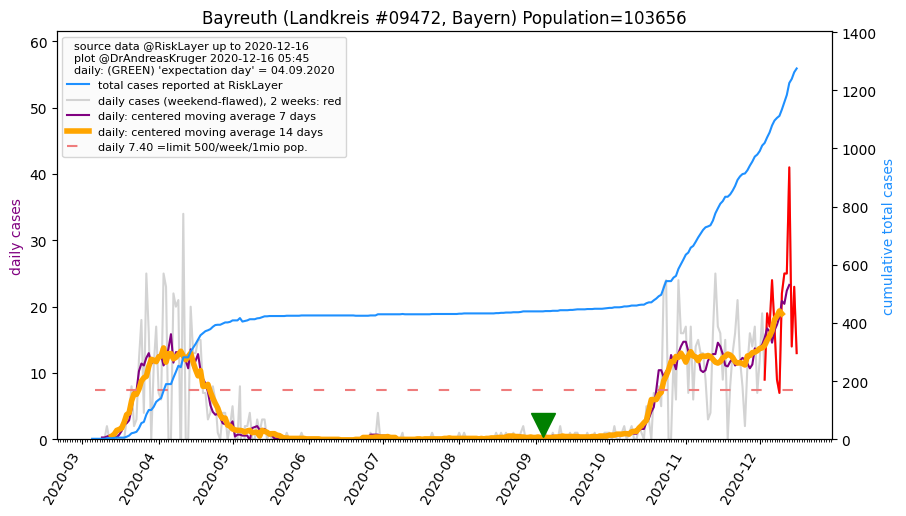 Bayreuth (Landkreis #09472, Bayern) Population=103656
source data @RiskLayer up to 2020-12-16
plot @DrAndreasKruger 2020-12-16 05:45
daily: (GREEN) 'expectation day' = 04.09.2020
total cases reported at RiskLayer
daily cases (weekend-flawed), 2 weeks: red
daily: centered moving average 7 days
daily: centered moving average 14 days
daily 7.40 =limit 500/week/1mio pop.
daily cases
60
50
40
30
20
10
0
cumulative total cases
1400
1200
1000
800
600
400
200
0
2020-03
2020-04
2020-05
2020-06
2020-07
2020-08
2020-09
2020-10
2020-11
2020-12